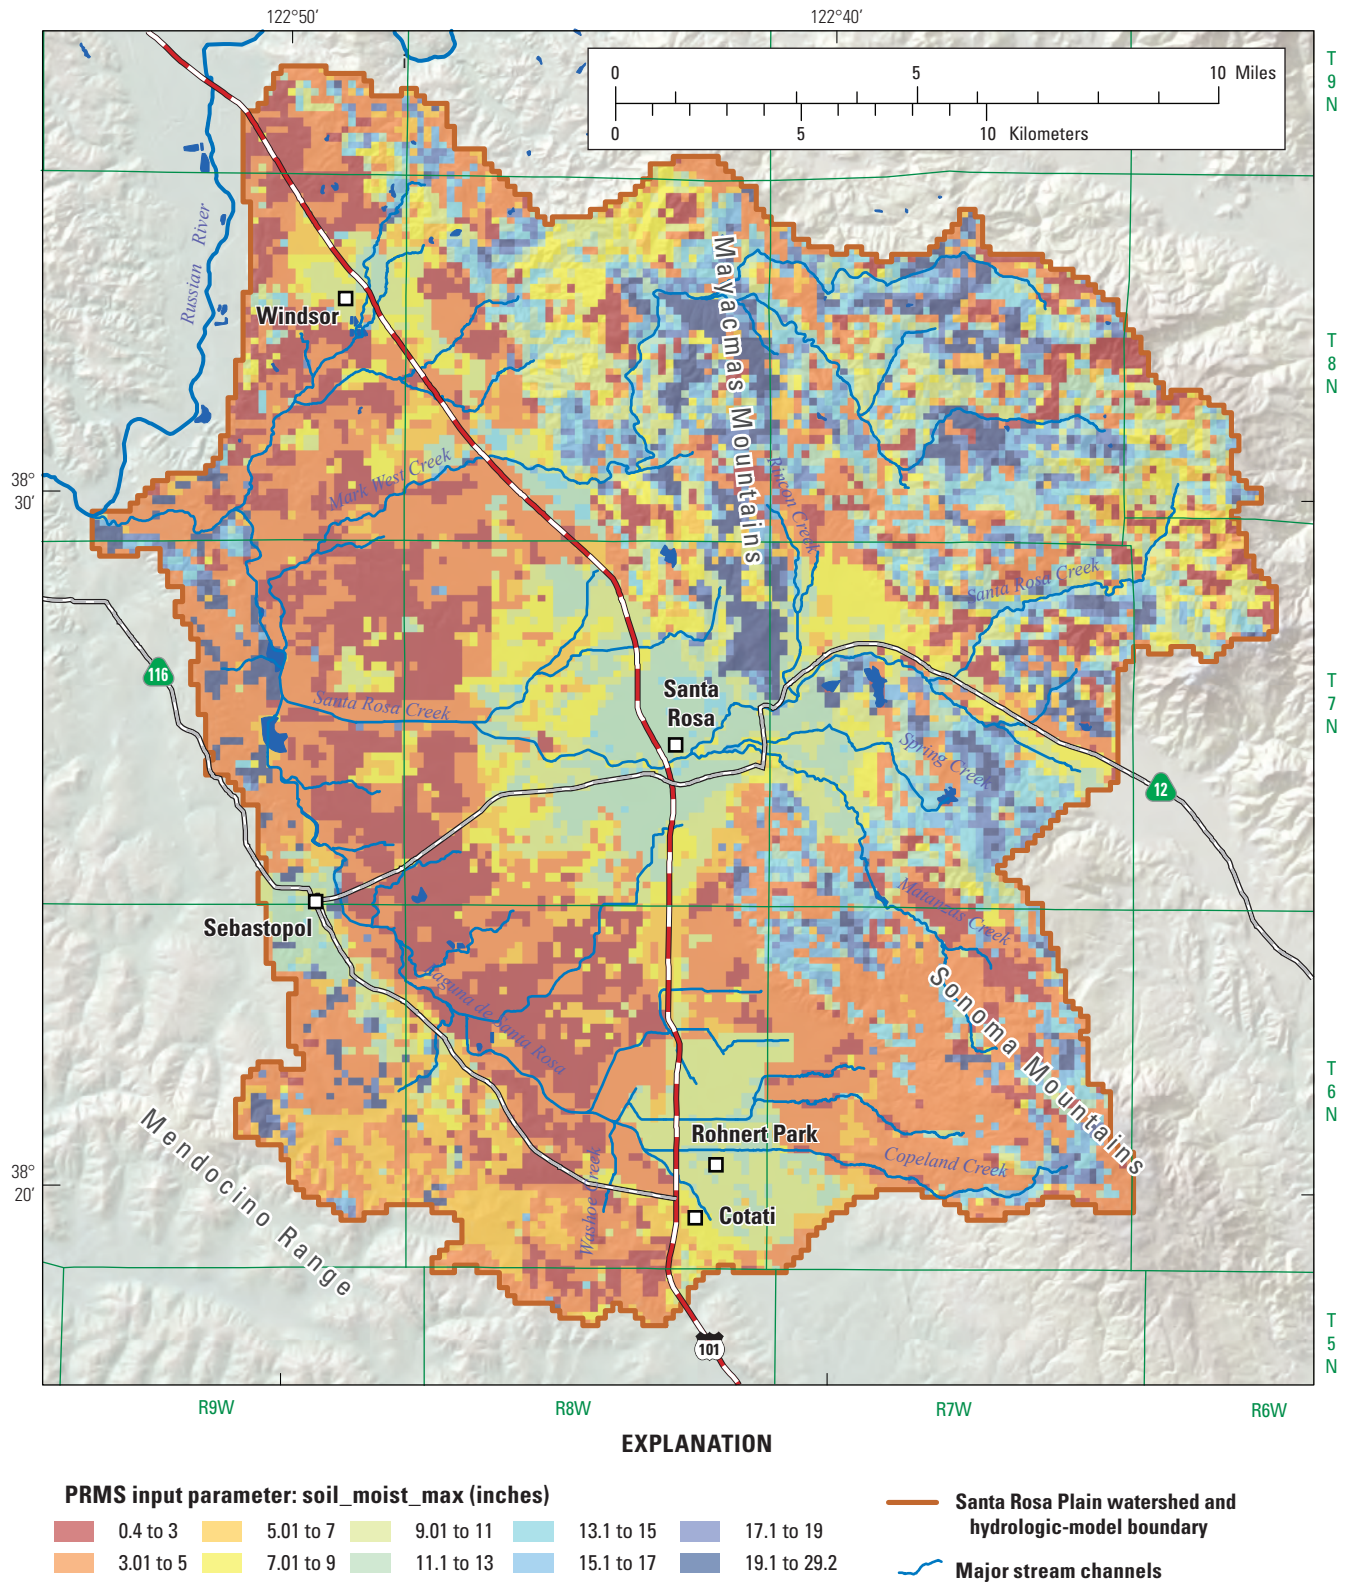 122°50′
122°40′
T
9
N
0
5
10 Miles
0
5
10 Kilometers
i
Russian River
Windsor
Mayacmas Mountains
T
8
N
Mark West Creek
Rincon Creek
38°
30′
Santa Rosa Creek
116
Santa Rosa Creek
Santa
Rosa
T
7
N
Spring Creek
12
Matanzas Creek
Sebastopol
Laguna de Santa Rosa
Sonoma Mountains
T
6
N
Mendocino Range
Rohnert Park
Copeland Creek
38°
20′
Washoe Creek
Cotati
T
5
N
101
R9W
R8W
R7W
R6W
EXPLANATION
PRMS input parameter: soil_moist_max (inches)
0.4 to 3
5.01 to 7
9.01 to 11
13.1 to 15
17.1 to 19
3.01 to 5
7.01 to 9
11.1 to 13
15.1 to 17
19.1 to 29.2
Santa Rosa Plain watershed and
hydrologic-model boundary
Major stream channels